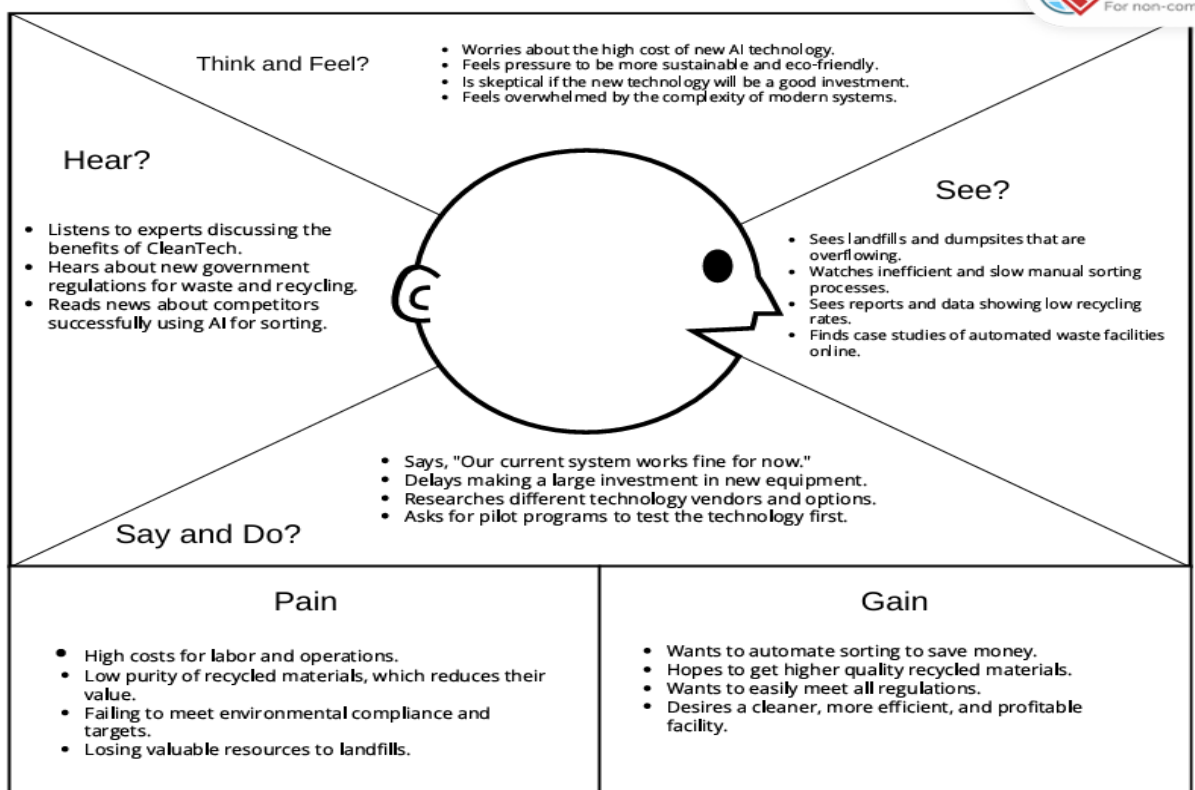 For non-com
Think and Feel?
• Worries about the high cost of new AI technology.
• Feels pressure to be more sustainable and eco-friendly.
• Is skeptical if the new technology will be a good investment.
• Feels overwhelmed by the complexity of modern systems.
Hear?
• Listens to experts discussing the
benefits of CleanTech.
• Hears about new government
regulations for waste and recycling.
• Reads news about competitors
successfully using AI for sorting.
See?
• Sees landfills and dumpsites that are
overflowing.
• Watches inefficient and slow manual sorting
processes.
• Sees reports and data showing low recycling
rates.
• Finds case studies of automated waste facilities
online.
• Says, "Our current system works fine for now."
• Delays making a large investment in new equipment.
• Researches different technology vendors and options.
• Asks for pilot programs to test the technology first.
Say and Do?
Pain
• High costs for labor and operations.
• Low purity of recycled materials, which reduces their
value.
• Failing to meet environmental compliance and
targets.
• Losing valuable resources to landfills.
Gain
• Wants to automate sorting to save money.
• Hopes to get higher quality recycled materials.
• Wants to easily meet all regulations.
• Desires a cleaner, more efficient, and profitable
facility.